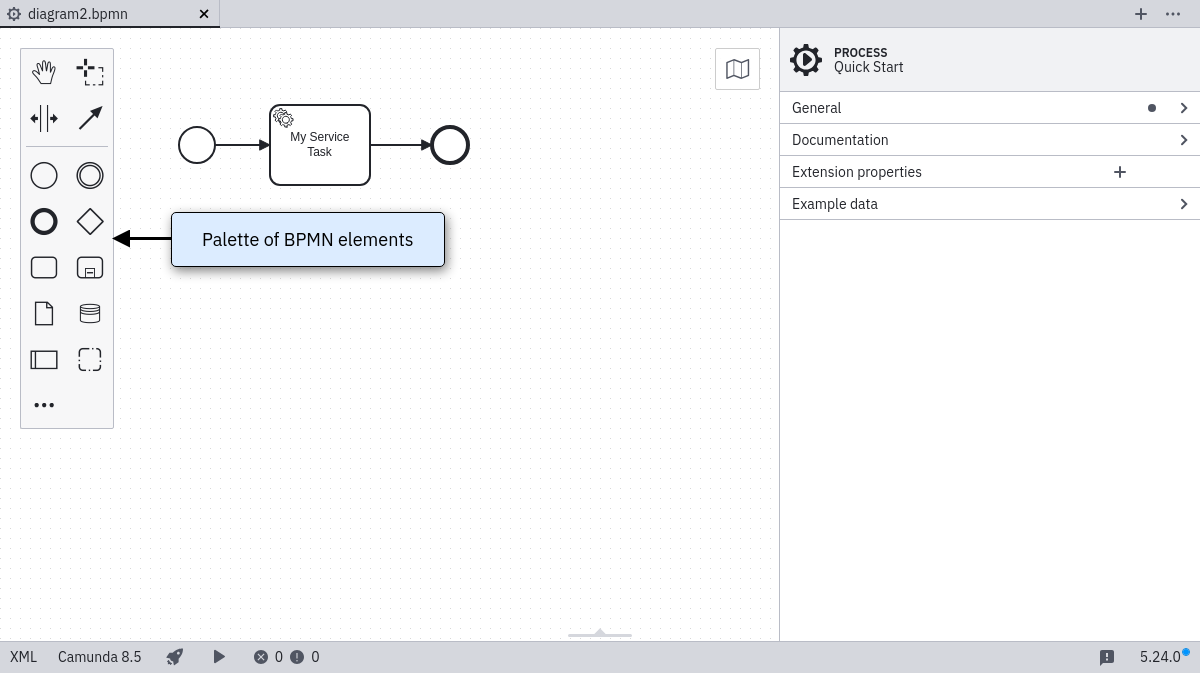 diagram2.bpmn
PROCESS
Quick Start
General
Documentation
Extension properties
Example data
My Service
Task
Palette of BPMN elements
XML
Camunda 8.5
0
0
5.24.0